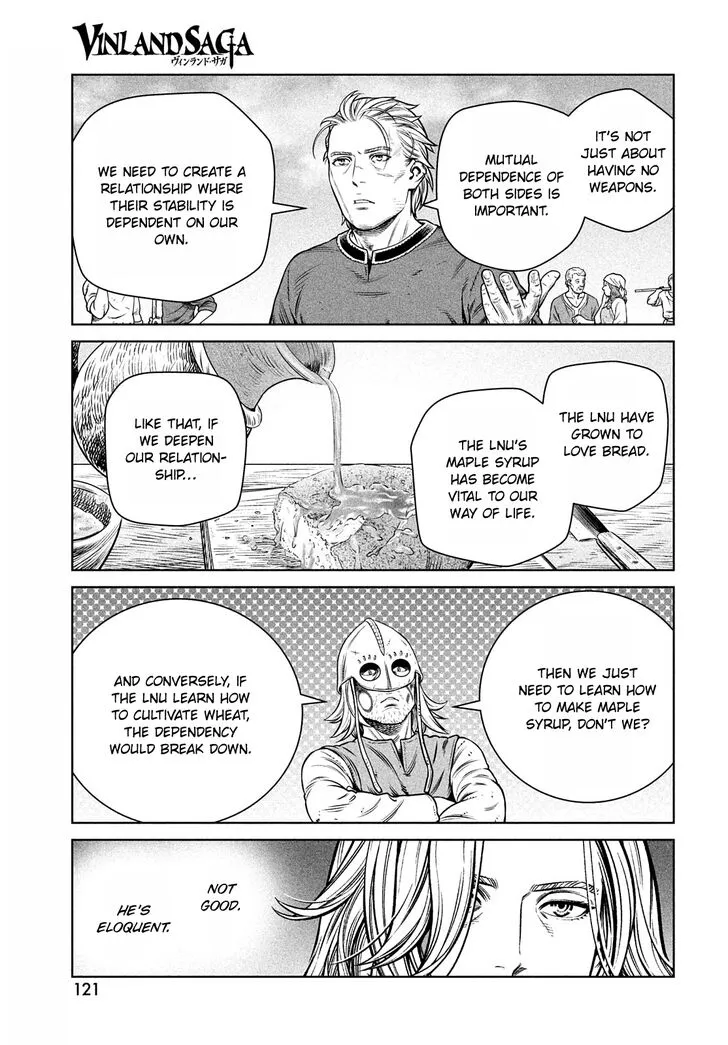 VINLAND SAGA
ヴィンランド・サガ
IT'S NOT
JUST ABOUT
HAVING NO
WEAPONS.
MUTUAL
DEPENDENCE OF
BOTH SIDES IS
IMPORTANT.
WE NEED TO CREATE A
RELATIONSHIP WHERE
THEIR STABILITY IS
DEPENDENT ON OUR
OWN.
THE LNU HAVE
GROWN TO
LOVE BREAD.
THE LNU'S
MAPLE SYRUP
HAS BECOME
VITAL TO OUR
WAY OF LIFE.
LIKE THAT, IF
WE DEEPEN
OUR RELATION-
SHIP...
THEN WE JUST
NEED TO LEARN HOW
TO MAKE MAPLE
SYRUP, DON'T WE?
AND CONVERSELY, IF
THE LNU LEARN HOW
TO CULTIVATE WHEAT,
THE DEPENDENCY
WOULD BREAK DOWN.
NOT
GOOD.
HE'S
ELOQUENT.
121